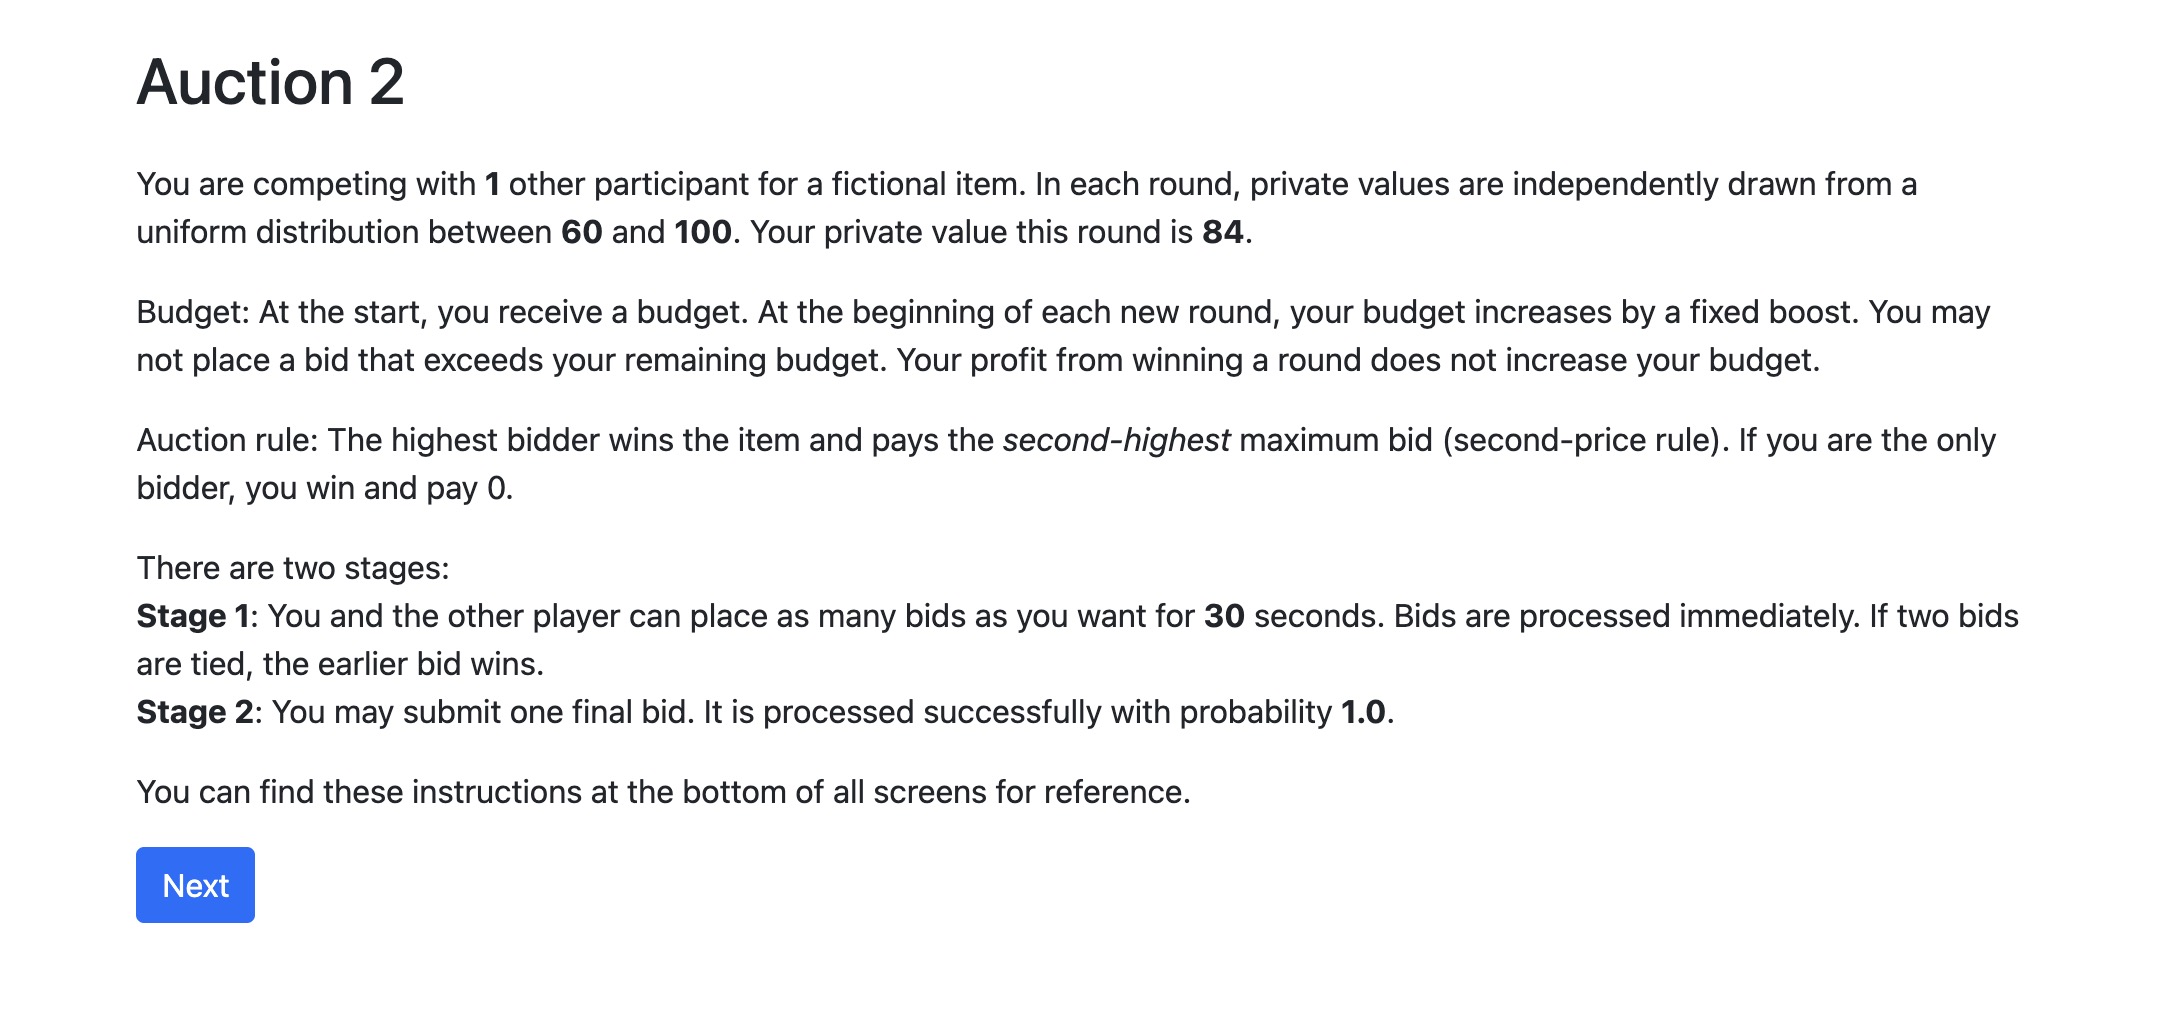 Auction 2
You are competing with 1 other participant for a fictional item. In each round, private values are independently drawn from a
uniform distribution between 60 and 100. Your private value this round is 84.
Budget: At the start, you receive a budget. At the beginning of each new round, your budget increases by a fixed boost. You may
not place a bid that exceeds your remaining budget. Your profit from winning a round does not increase your budget.
Auction rule: The highest bidder wins the item and pays the second-highest maximum bid (second-price rule). If you are the only
bidder, you win and pay 0.
There are two stages:
Stage 1: You and the other player can place as many bids as you want for 30 seconds. Bids are processed immediately. If two bids
are tied, the earlier bid wins.
Stage 2: You may submit one final bid. It is processed successfully with probability 1.0.
You can find these instructions at the bottom of all screens for reference.
Next